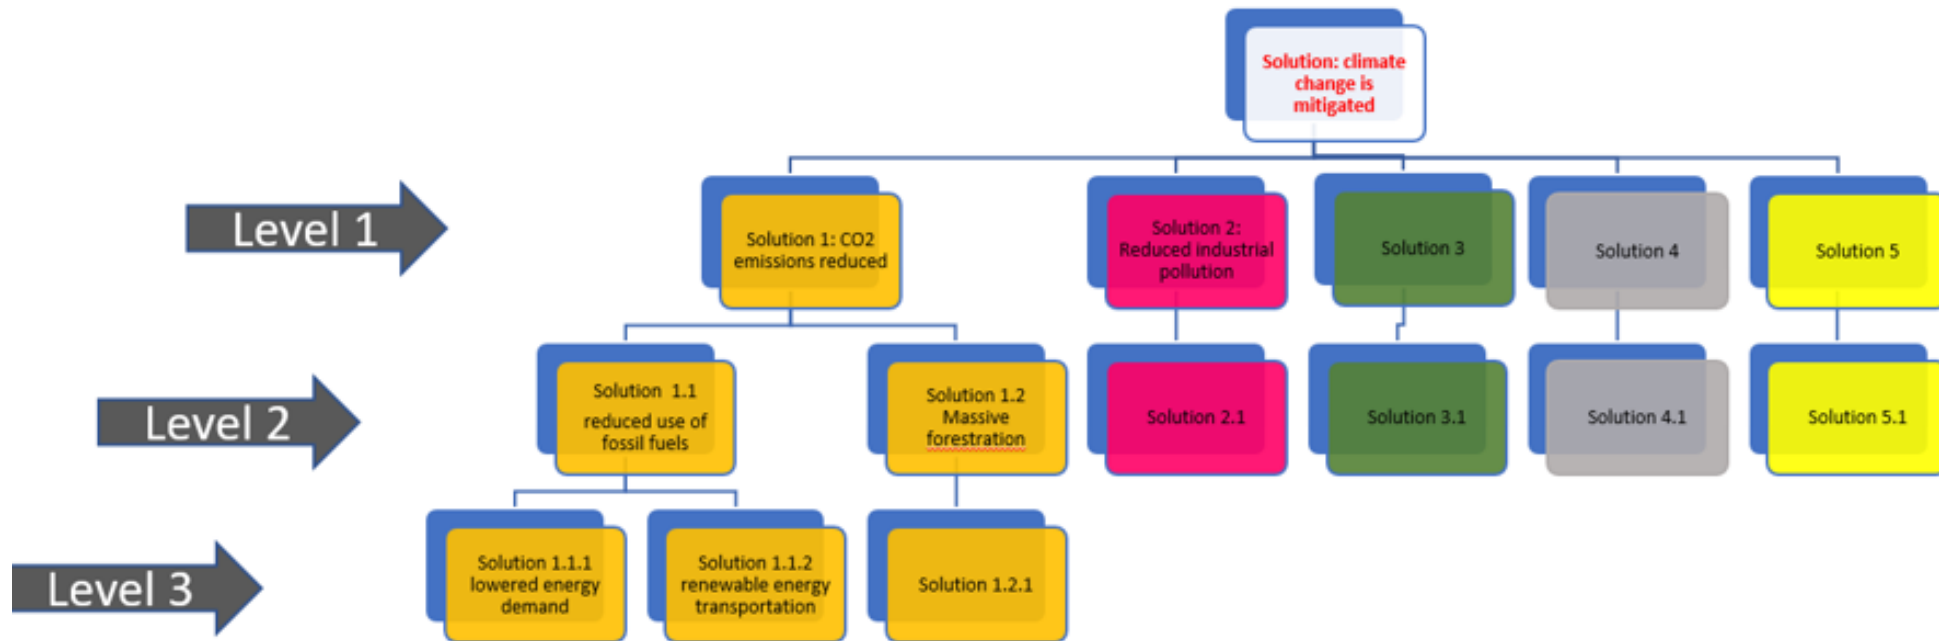 Solution: climate
change is
mitigated
Level 1
Solution 1: CO2
emissions reduced
Solution 2:
Reduced industrial
pollution
Solution 3
Solution 4
Solution 5
Level 2
Solution  1.1
reduced use of
fossil fuels
Solution 1.2
Massive
forestration
Solution 2.1
Solution 3.1
Solution 4.1
Solution 5.1
Level 3
Solution 1.1.1
lowered energy
demand
Solution 1.1.2
renewable energy
transportation
Solution 1.2.1